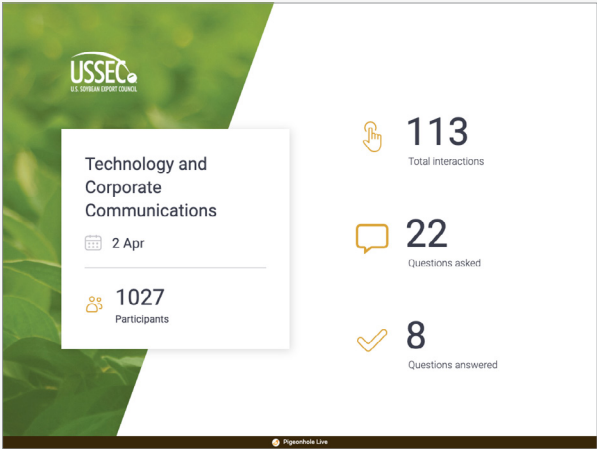 USSEC
U.S. SOYBEAN EXPORT COUNCIL
Technology and
Corporate
Communications
2 Apr
1027
Participants
113
Total interactions
22
Questions asked
8
Questions answered
Pigeonhole Live